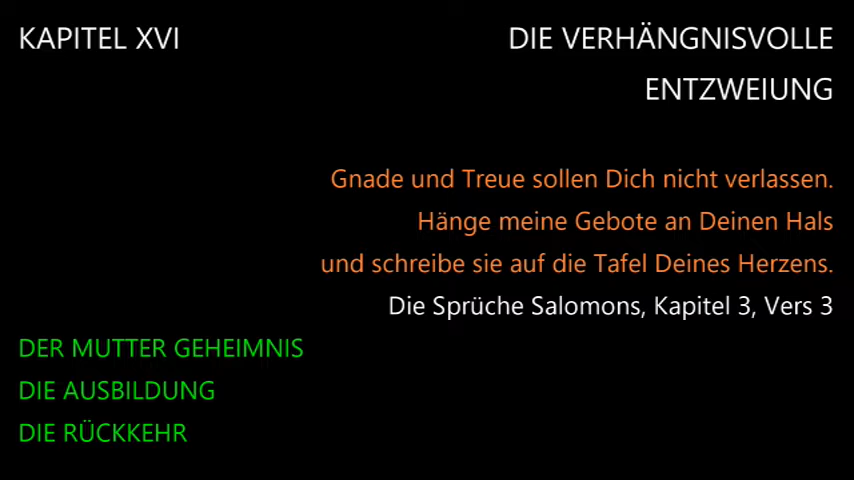 KAPITEL XVI
DIE VERHÄNGNISVOLLE
ENTZWEIUNG
Gnade und Treue sollen Dich nicht verlassen.
Hänge meine Gebote an Deinen Hals
und schreibe sie auf die Tafel Deines Herzens.
Die Sprüche Salomons, Kapitel 3, Vers 3
DER MUTTER GEHEIMNIS
DIE AUSBILDUNG
DIE RÜCKKEHR